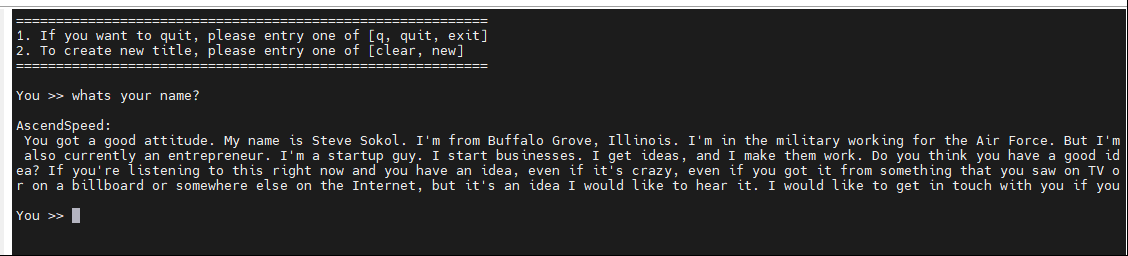 ===========================================================
1. If you want to quit, please entry one of [q, quit, exit]
2. To create new title, please entry one of [clear, new]
===========================================================
You >> whats your name?
AscendSpeed:
You got a good attitude. My name is Steve Sokol. I'm from Buffalo Grove, Illinois. I'm in the military working for the Air Force. But I'm
also currently an entrepreneur. I'm a startup guy. I start businesses. I get ideas, and I make them work. Do you think you have a good id
ea? If you're listening to this right now and you have an idea, even if it's crazy, even if you got it from something that you saw on TV o
r on a billboard or somewhere else on the Internet, but it's an idea I would like to hear it. I would like to get in touch with you if you
You >>